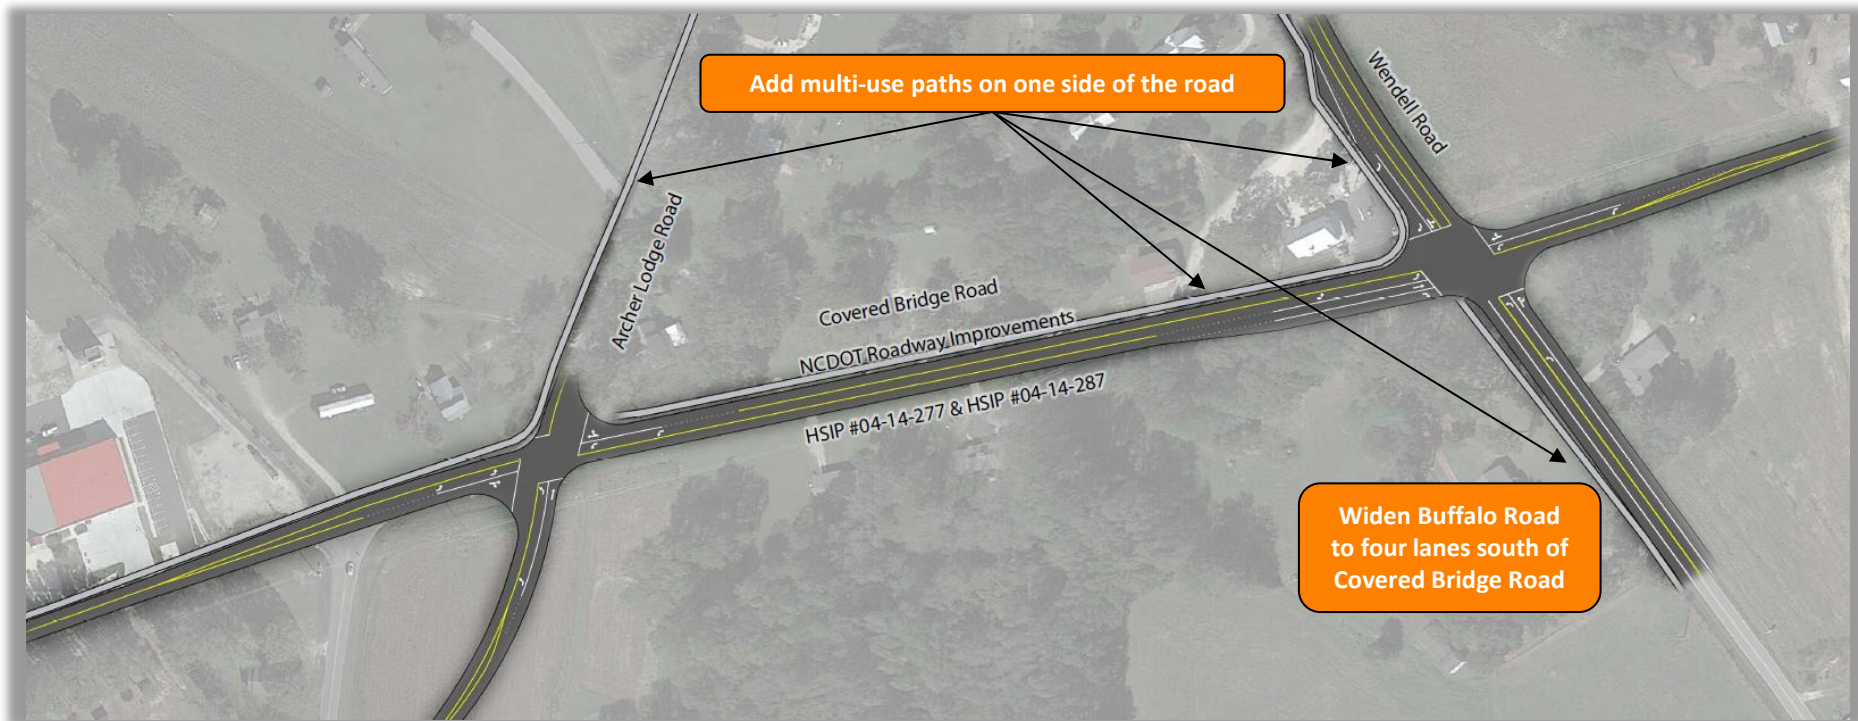 Add multi-use paths on one side of the road
Wendell Road
Archer Lodge Road
Covered Bridge Road
NCDOT Roadway Improvements
HSIP #04-14-277 & HSIP #04-14-287
Widen Buffalo Road
to four lanes south of
Covered Bridge Road